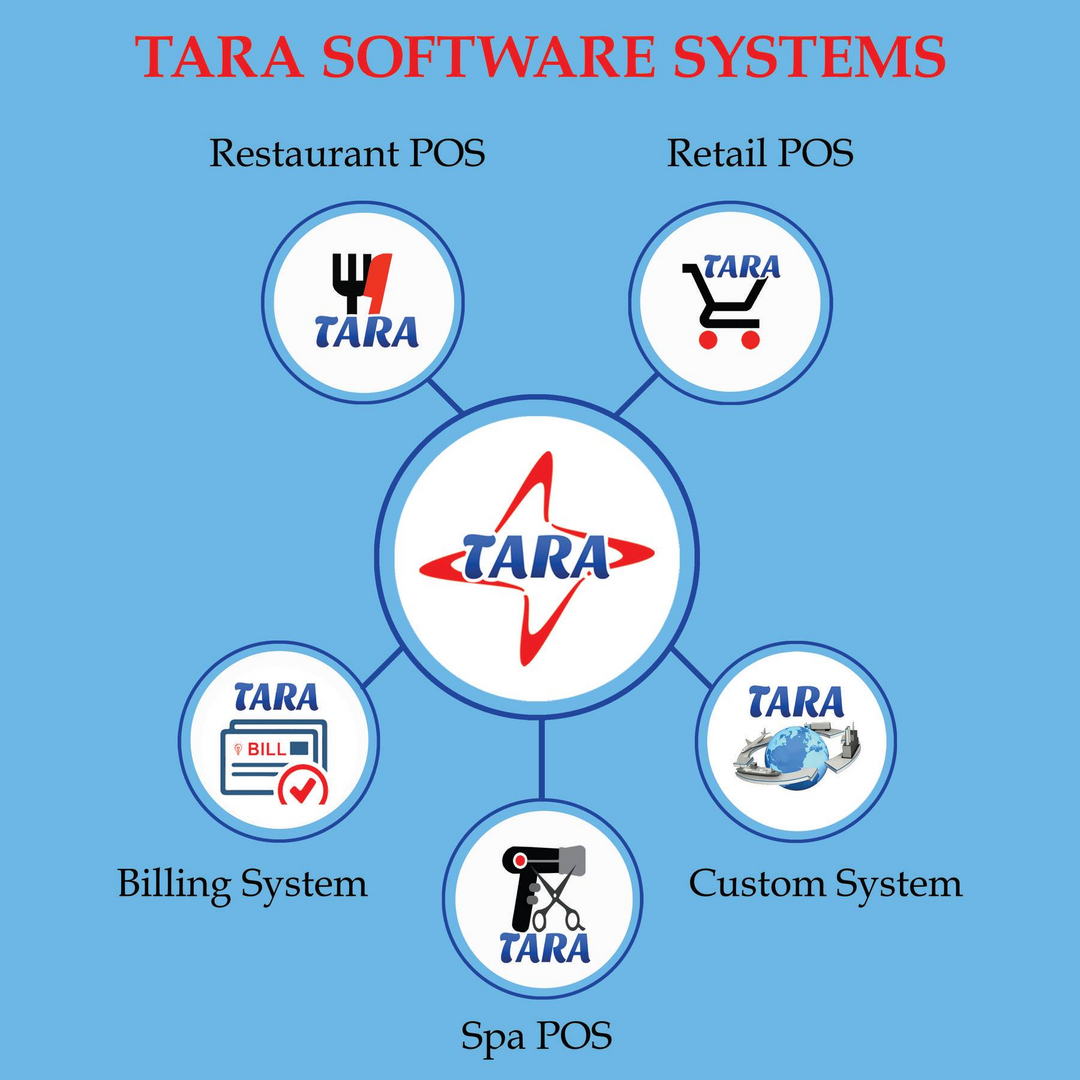 TARA SOFTWARE SYSTEMS
Restaurant POS
Retail POS
TARA
TARA
TARA
TARA
BILL
TARA
Billing System
Custom System
TARA
Spa POS